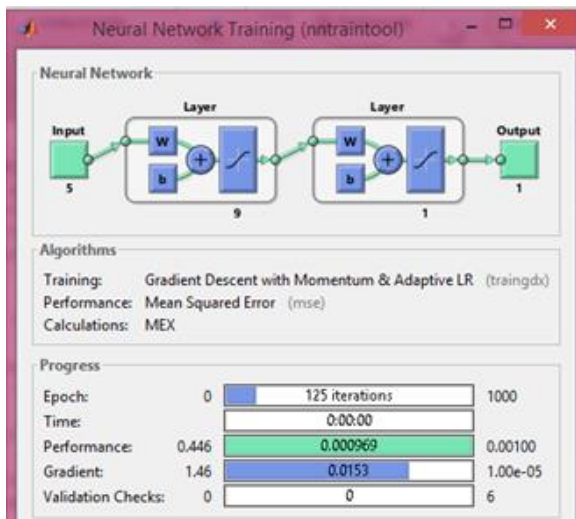 Neural Network Training (nntraintool)
Neural Network
Layer Layer
Input Output
W W
b b
5 9 1 1
Algorithms
Training: Gradient Descent with Momentum & Adaptive LR (traingdx)
Performance: Mean Squared Error (mse)
Calculations: MEX
Progress
Epoch: 0 125 iterations 1000
Time: 0:00:00
Performance: 0.446 0.000969 0.00100
Gradient: 1.46 0.0153 1.00e-05
Validation Checks: 0 0 6